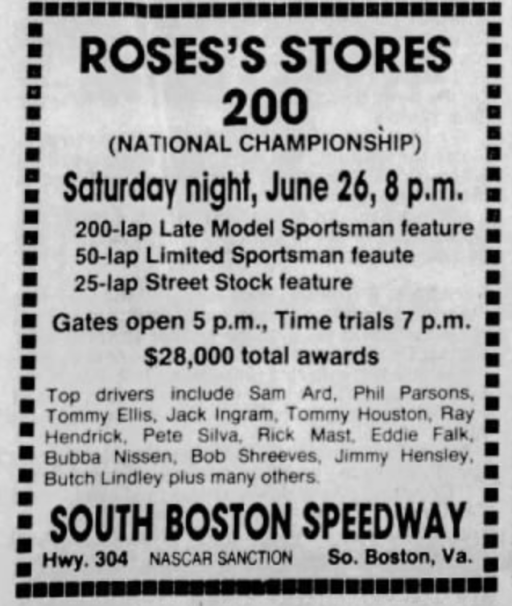 ROSES'S STORES
200
(NATIONAL CHAMPIONSHIP)
Saturday night, June 26, 8 p.m.
200-lap Late Model Sportsman feature
50-lap Limited Sportsman feaute
25-lap Street Stock feature
Gates open 5 p.m., Time trials 7 p.m.
$28,000 total awards
Top drivers include Sam Ard, Phil Parsons,
Tommy Ellis, Jack Ingram, Tommy Houston, Ray
Hendrick, Pete Silva, Rick Mast, Eddie Falk,
Bubba Nissen, Bob Shreeves, Jimmy Hensley,
Butch Lindley plus many others.
SOUTH BOSTON SPEEDWAY
Hwy. 304 NASCAR SANCTION So. Boston, Va.